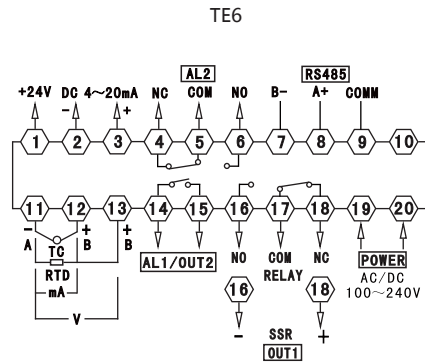 TE6
AL2 RS485
+24V DC 4~20mA NC COM NO B- A+ COMM
- +
1 2 3 4 5 6 7 8 9 10
11 12 13 14 15 16 17 18 19 20
- + +
A TC B B
RTD
mA
V
AL1/OUT2
NO COM NC
RELAY
POWER
AC/DC
100~240V
16 18
- SSR +
OUT1